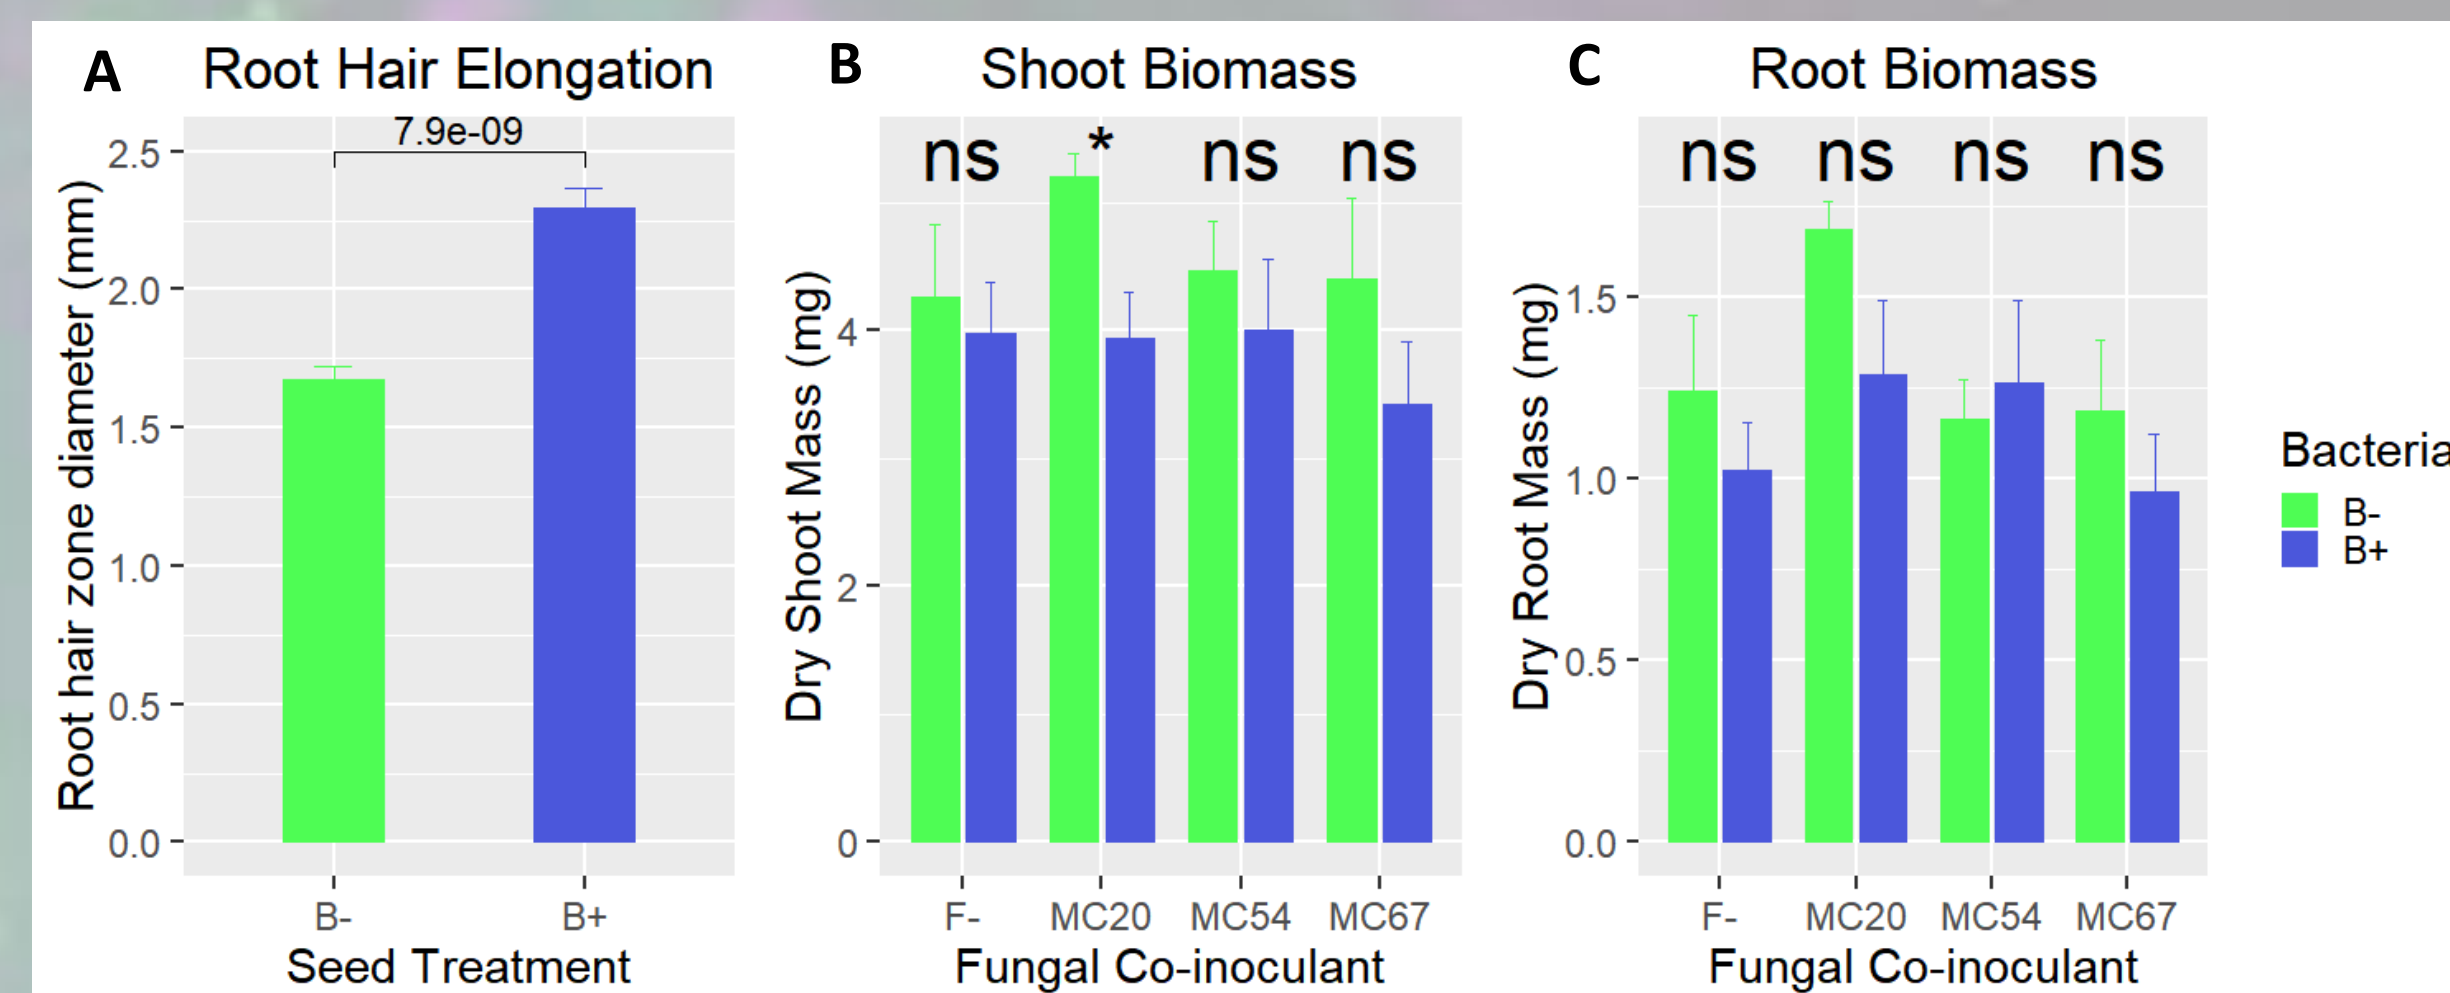 A
Root Hair Elongation
7.9e-09
2.5
2.0
1.5
1.0
0.5
0.0
Root hair zone diameter (mm)
B-
B+
Seed Treatment
B
Shoot Biomass
ns
*
ns
ns
4
2
0
Dry Shoot Mass (mg)
F-
MC20
MC54
MC67
Fungal Co-inoculant
C
Root Biomass
ns
ns
ns
ns
1.5
1.0
0.5
0.0
Dry Root Mass (mg)
F-
MC20
MC54
MC67
Fungal Co-inoculant
Bacteria
B-
B+